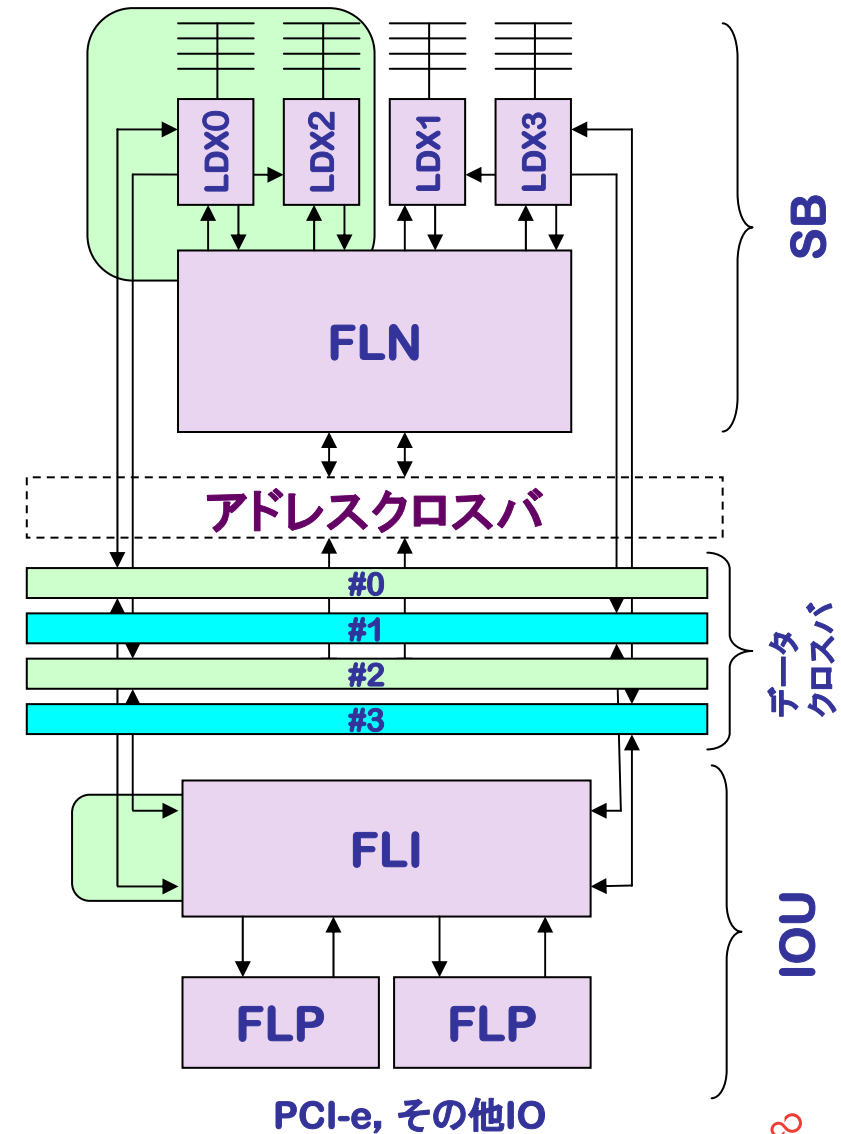 LDX0
LDX2
LDX1
LDX3
SB
FLN
アドレスクロスバ
#0
#1
#2
#3
データ
クロスバ
FLI
IOU
FLP
FLP
PCI-e, その他IO